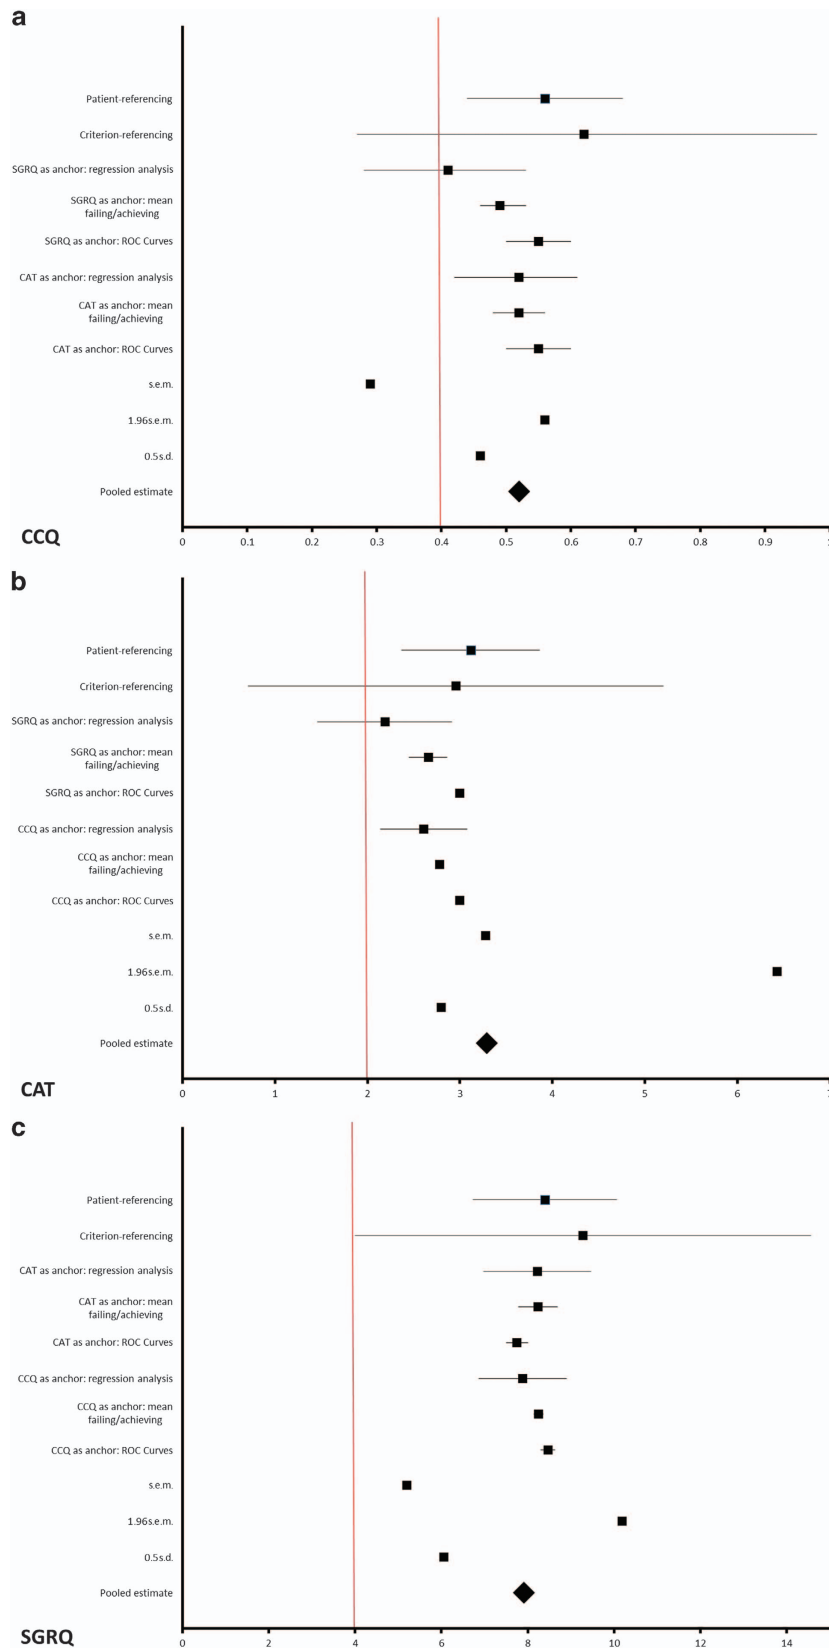 a
Patient-referencing
Criterion-referencing
SGRQ as anchor: regression analysis
SGRQ as anchor: mean
failing/achieving
SGRQ as anchor: ROC Curves
CAT as anchor: regression analysis
CAT as anchor: mean
failing/achieving
CAT as anchor: ROC Curves
s.e.m.
1.96s.e.m.
0.5s.d.
Pooled estimate
0 0.1 0.2 0.3 0.4 0.5 0.6 0.7 0.8 0.9 1
CCQ
b
Patient-referencing
Criterion-referencing
SGRQ as anchor: regression analysis
SGRQ as anchor: mean
failing/achieving
SGRQ as anchor: ROC Curves
CCQ as anchor: regression analysis
CCQ as anchor: mean
failing/achieving
CCQ as anchor: ROC Curves
s.e.m.
1.96s.e.m.
0.5s.d.
Pooled estimate
0 1 2 3 4 5 6 7
CAT
c
Patient-referencing
Criterion-referencing
CAT as anchor: regression analysis
CAT as anchor: mean
failing/achieving
CAT as anchor: ROC Curves
CCQ as anchor: regression analysis
CCQ as anchor: mean
failing/achieving
CCQ as anchor: ROC Curves
s.e.m.
1.96s.e.m.
0.5s.d.
Pooled estimate
0 2 4 6 8 10 12 14
SGRQ